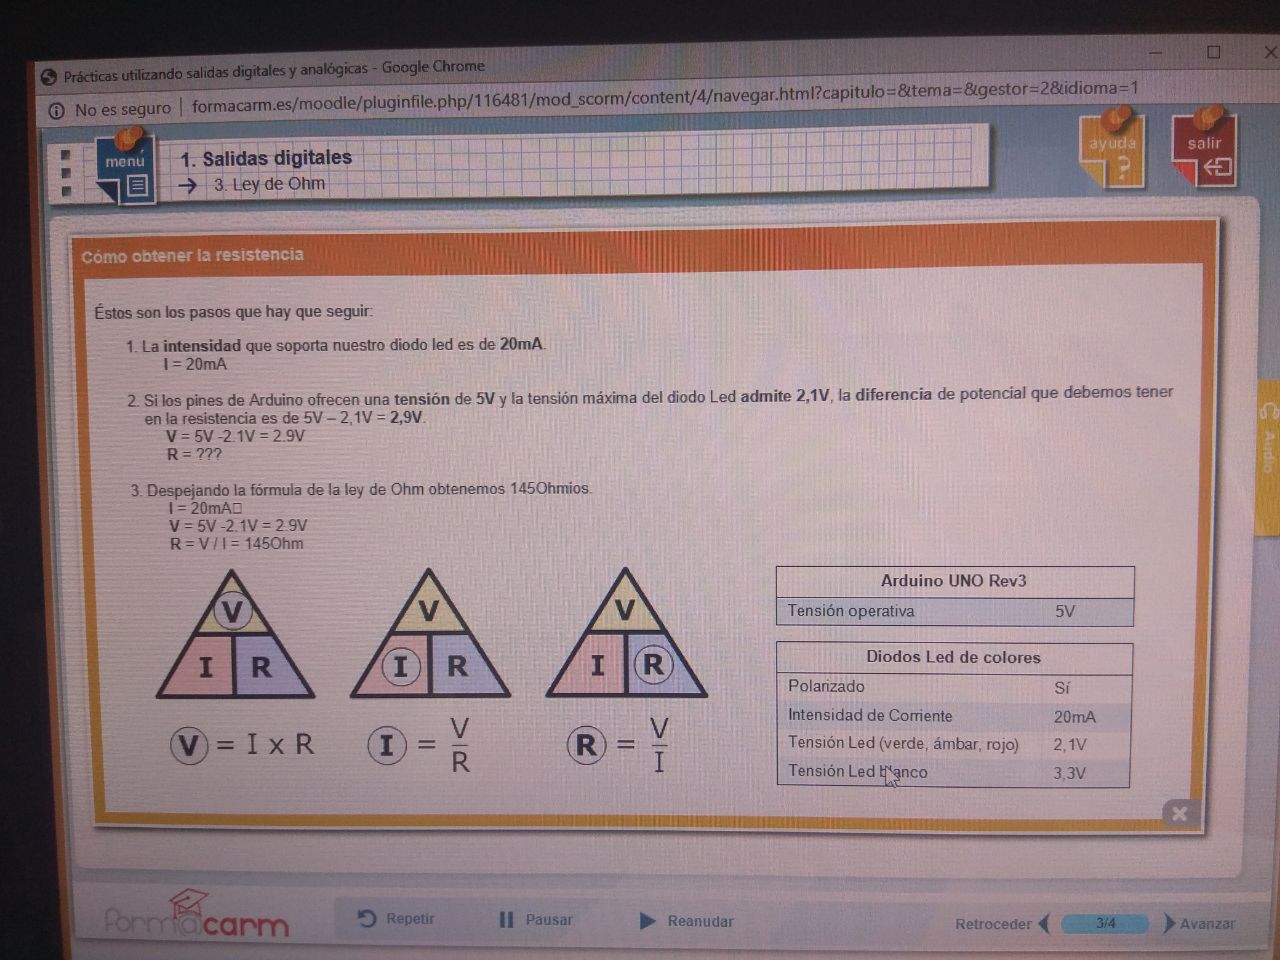 Prácticas utilizando salidas digitales y analógicas - Google Chrome
No es seguro | formacarm.es/moodle/pluginfile.php/116481/mod_scorm/content/4/navegar.html?capitulo=&tema=&gestor=2&idioma=1
menú
1. Salidas digitales
→ 3. Ley de Ohm
ayuda
?
salir
Cómo obtener la resistencia
Éstos son los pasos que hay que seguir:
1. La intensidad que soporta nuestro diodo led es de 20mA.
I = 20mA
2. Si los pines de Arduino ofrecen una tensión de 5V y la tensión máxima del diodo Led admite 2,1V, la diferencia de potencial que debemos tener
en la resistencia es de 5V – 2,1V = 2,9V.
V = 5V -2.1V = 2.9V
R = ???
3. Despejando la fórmula de la ley de Ohm obtenemos 145Ohmios.
I = 20mA□
V = 5V -2.1V = 2.9V
R = V / I = 145Ohm
V
I R
V = I x R
V
I R
I = V / R
V
I R
R = V / I
Arduino UNO Rev3
Tensión operativa 5V
Diodos Led de colores
Polarizado Sí
Intensidad de Corriente 20mA
Tensión Led (verde, ámbar, rojo) 2,1V
Tensión Led blanco 3,3V
Audio
form@carm
Repetir
Pausar
Reanudar
Retroceder
3/4
Avanzar